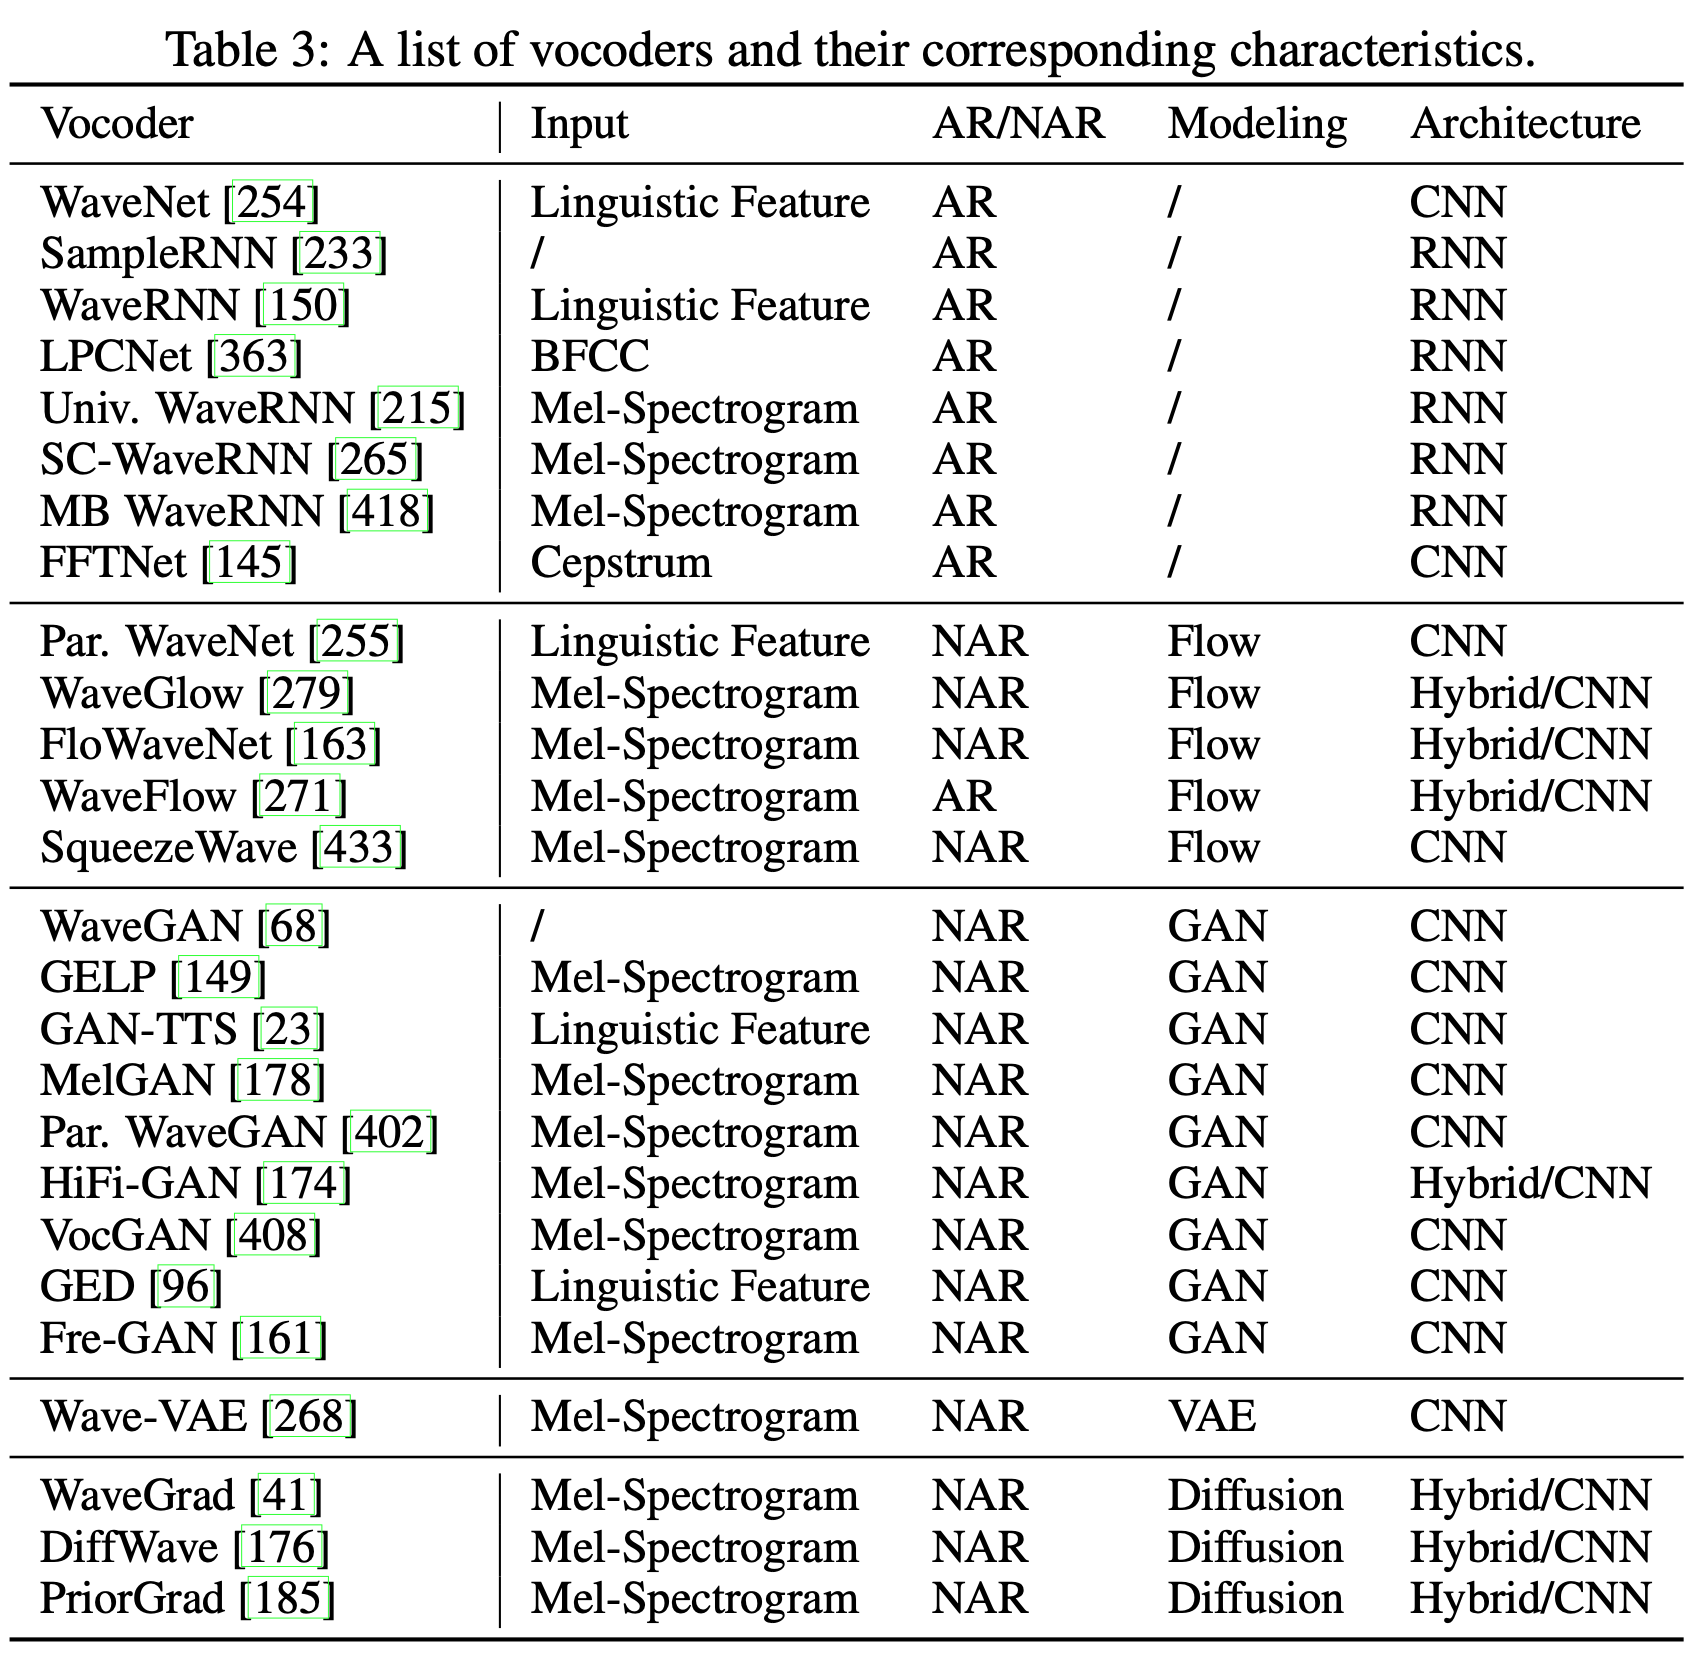 Table 3: A list of vocoders and their corresponding characteristics.
Vocoder Input AR/NAR Modeling Architecture
WaveNet [254] Linguistic Feature AR / CNN
SampleRNN [233] / AR / RNN
WaveRNN [150] Linguistic Feature AR / RNN
LPCNet [363] BFCC AR / RNN
Univ. WaveRNN [215] Mel-Spectrogram AR / RNN
SC-WaveRNN [265] Mel-Spectrogram AR / RNN
MB WaveRNN [418] Mel-Spectrogram AR / RNN
FFTNet [145] Cepstrum AR / CNN
Par. WaveNet [255] Linguistic Feature NAR Flow CNN
WaveGlow [279] Mel-Spectrogram NAR Flow Hybrid/CNN
FloWaveNet [163] Mel-Spectrogram NAR Flow Hybrid/CNN
WaveFlow [271] Mel-Spectrogram AR Flow Hybrid/CNN
SqueezeWave [433] Mel-Spectrogram NAR Flow CNN
WaveGAN [68] / NAR GAN CNN
GELP [149] Mel-Spectrogram NAR GAN CNN
GAN-TTS [23] Linguistic Feature NAR GAN CNN
MelGAN [178] Mel-Spectrogram NAR GAN CNN
Par. WaveGAN [402] Mel-Spectrogram NAR GAN CNN
HiFi-GAN [174] Mel-Spectrogram NAR GAN Hybrid/CNN
VocGAN [408] Mel-Spectrogram NAR GAN CNN
GED [96] Linguistic Feature NAR GAN CNN
Fre-GAN [161] Mel-Spectrogram NAR GAN CNN
Wave-VAE [268] Mel-Spectrogram NAR VAE CNN
WaveGrad [41] Mel-Spectrogram NAR Diffusion Hybrid/CNN
DiffWave [176] Mel-Spectrogram NAR Diffusion Hybrid/CNN
PriorGrad [185] Mel-Spectrogram NAR Diffusion Hybrid/CNN